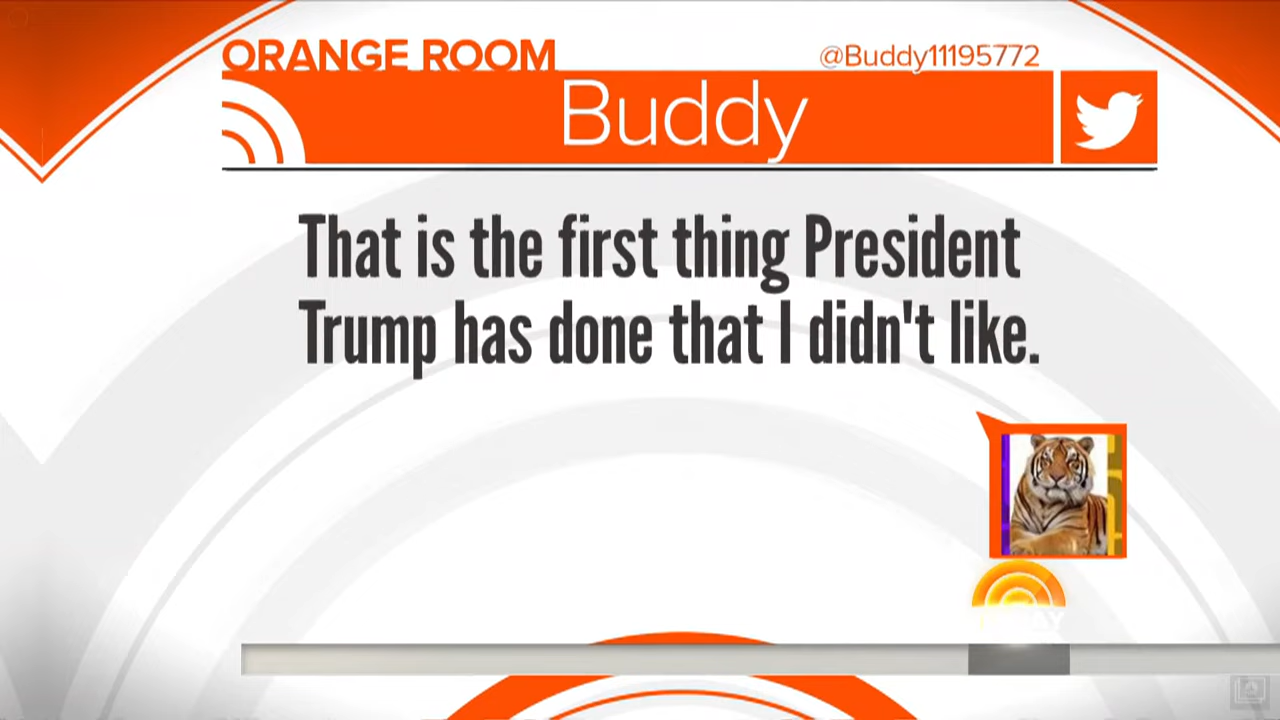 ORANGE ROOM
@Buddy11195772
Buddy
That is the first thing President
Trump has done that I didn't like.